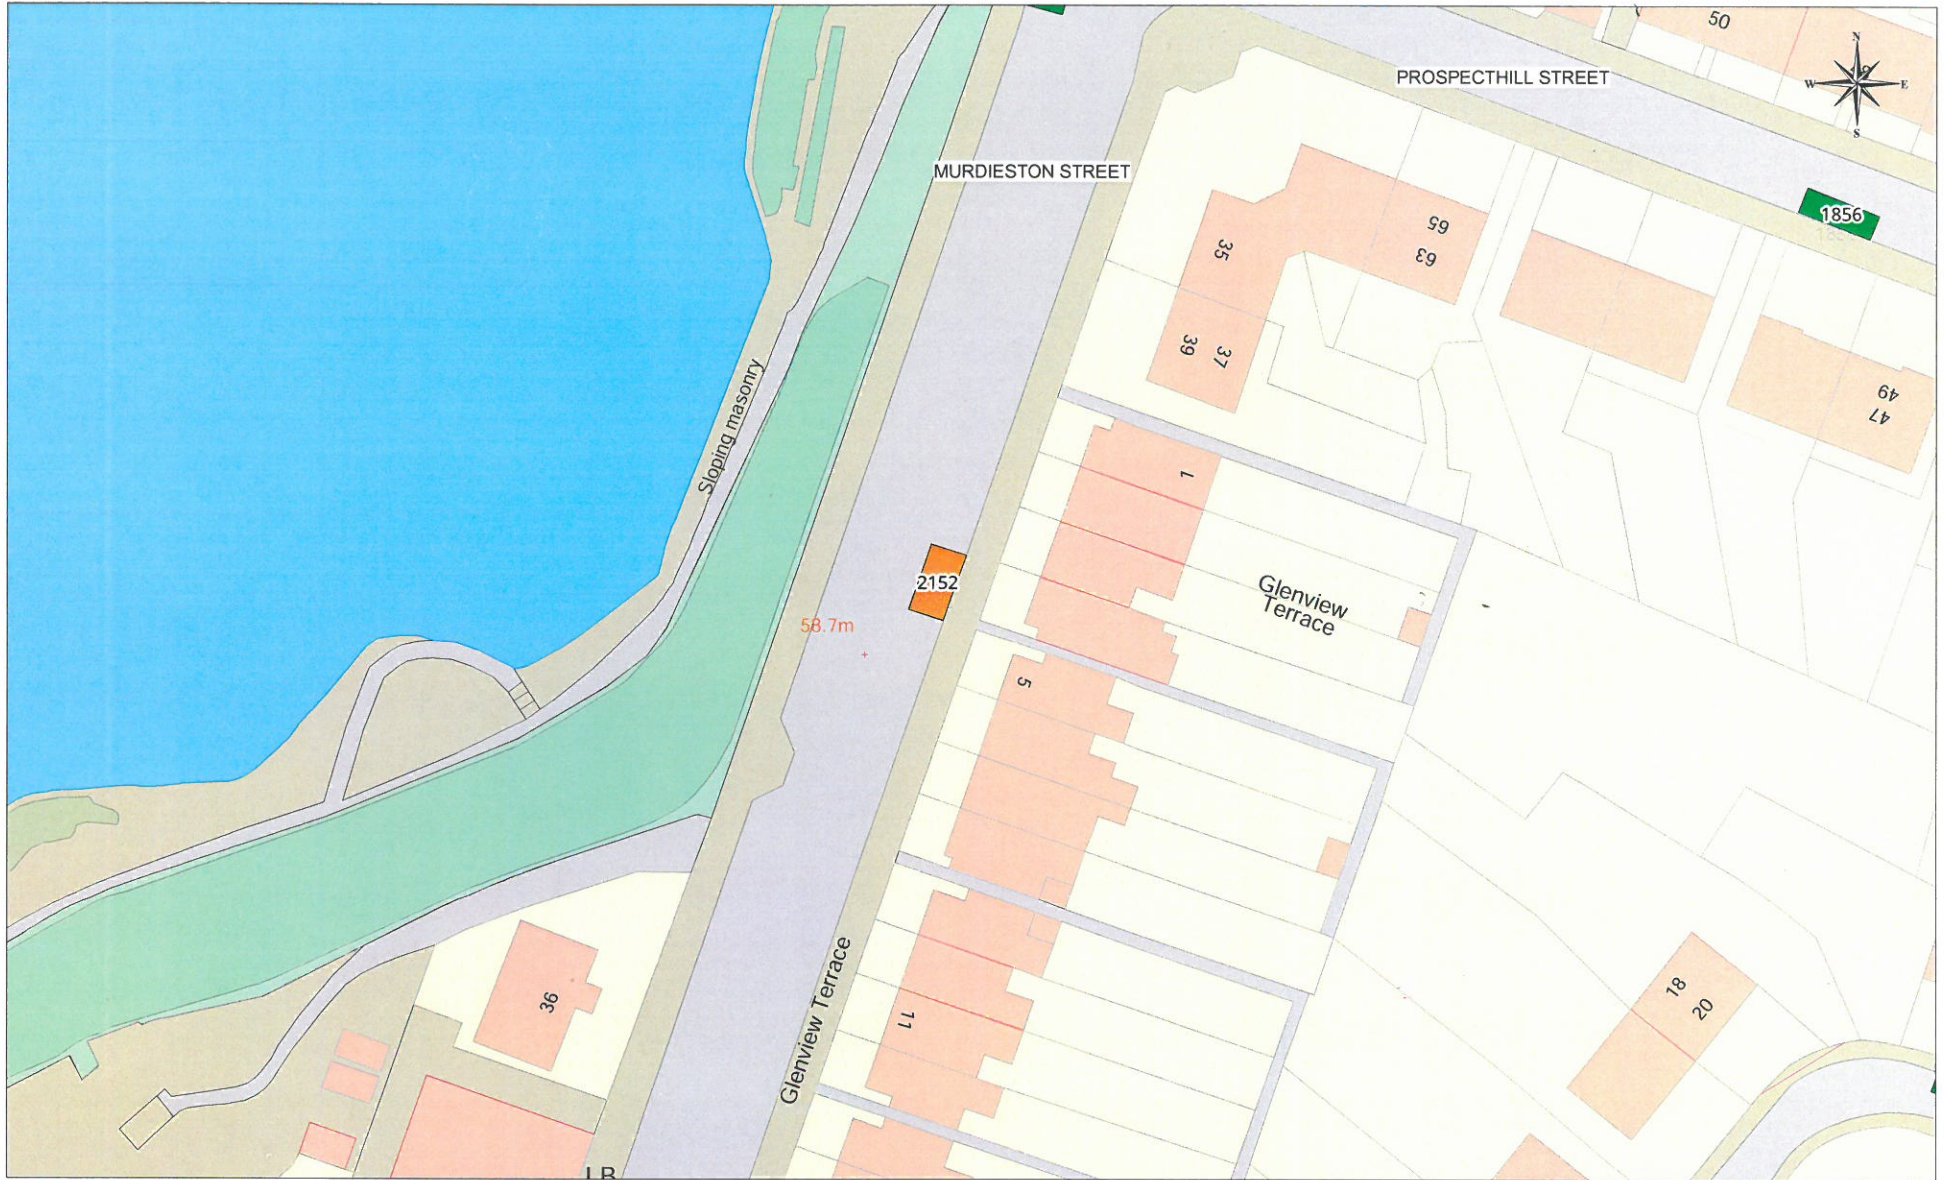 50
N
W
E
S
PROSPECTHILL STREET
MURDIESTON STREET
1856
65
63
35
39
37
49
47
Sloping masonry
1
2152
58.7m
Glenview
Terrace
5
18
20
36
11
Glenview Terrace